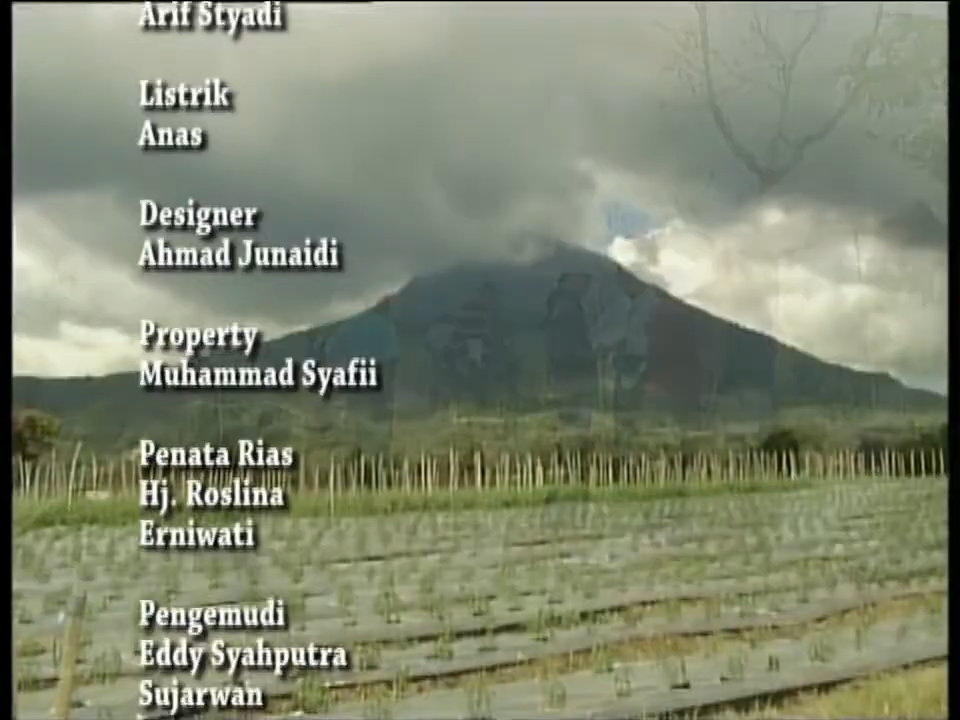 Arif Styadi
Listrik
Anas
Designer
Ahmad Junaidi
Property
Muhammad Syafii
Penata Rias
Hj. Roslina
Erniwati
Pengemudi
Eddy Syahputra
Sujarwan